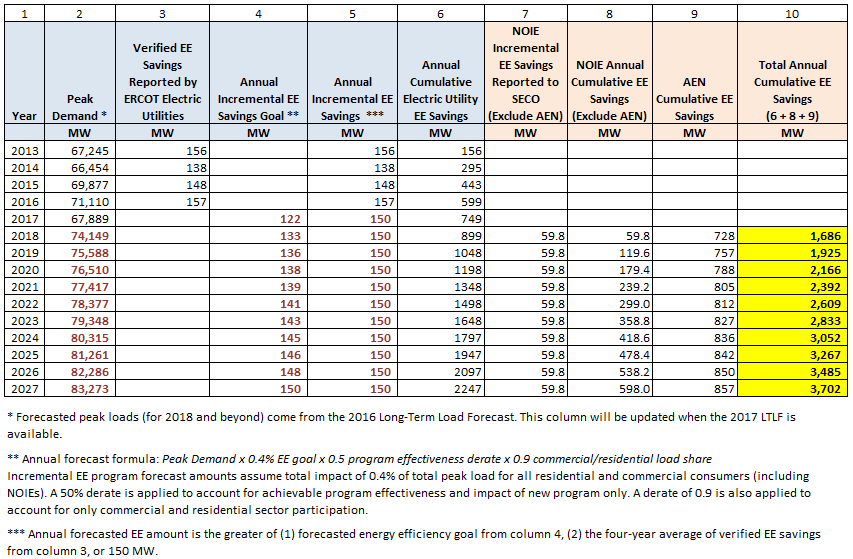 1 2 3 4 5 6 7 8 9 10
Year Peak Demand * Verified EE Savings Reported by ERCOT Electric Utilities Annual Incremental EE Savings Goal ** Annual Incremental EE Savings *** Annual Cumulative Electric Utility EE Savings NOIE Incremental EE Savings Reported to SECO (Exclude AEN) NOIE Annual Cumulative EE Savings (Exclude AEN) AEN Cumulative EE Savings Total Annual Cumulative EE Savings (6 + 8 + 9)
MW MW MW MW MW MW MW MW MW
2013 67,245 156 156 156
2014 66,454 138 138 295
2015 69,877 148 148 443
2016 71,110 157 157 599
2017 67,889 122 150 749
2018 74,149 133 150 899 59.8 59.8 728 1,686
2019 75,588 136 150 1048 59.8 119.6 757 1,925
2020 76,510 138 150 1198 59.8 179.4 788 2,166
2021 77,417 139 150 1348 59.8 239.2 805 2,392
2022 78,377 141 150 1498 59.8 299.0 812 2,609
2023 79,348 143 150 1648 59.8 358.8 827 2,833
2024 80,315 145 150 1797 59.8 418.6 836 3,052
2025 81,261 146 150 1947 59.8 478.4 842 3,267
2026 82,286 148 150 2097 59.8 538.2 850 3,485
2027 83,273 150 150 2247 59.8 598.0 857 3,702
* Forecasted peak loads (for 2018 and beyond) come from the 2016 Long-Term Load Forecast. This column will be updated when the 2017 LTLF is
available.
** Annual forecast formula: Peak Demand x 0.4% EE goal x 0.5 program effectiveness derate x 0.9 commercial/residential load share
Incremental EE program forecast amounts assume total impact of 0.4% of total peak load for all residential and commercial consumers (including
NOIEs). A 50% derate is applied to account for achievable program effectiveness and impact of new program only. A derate of 0.9 is also applied to
account for only commercial and residential sector participation.
*** Annual forecasted EE amount is the greater of (1) forecasted energy efficiency goal from column 4, (2) the four-year average of verified EE savings
from column 3, or 150 MW.